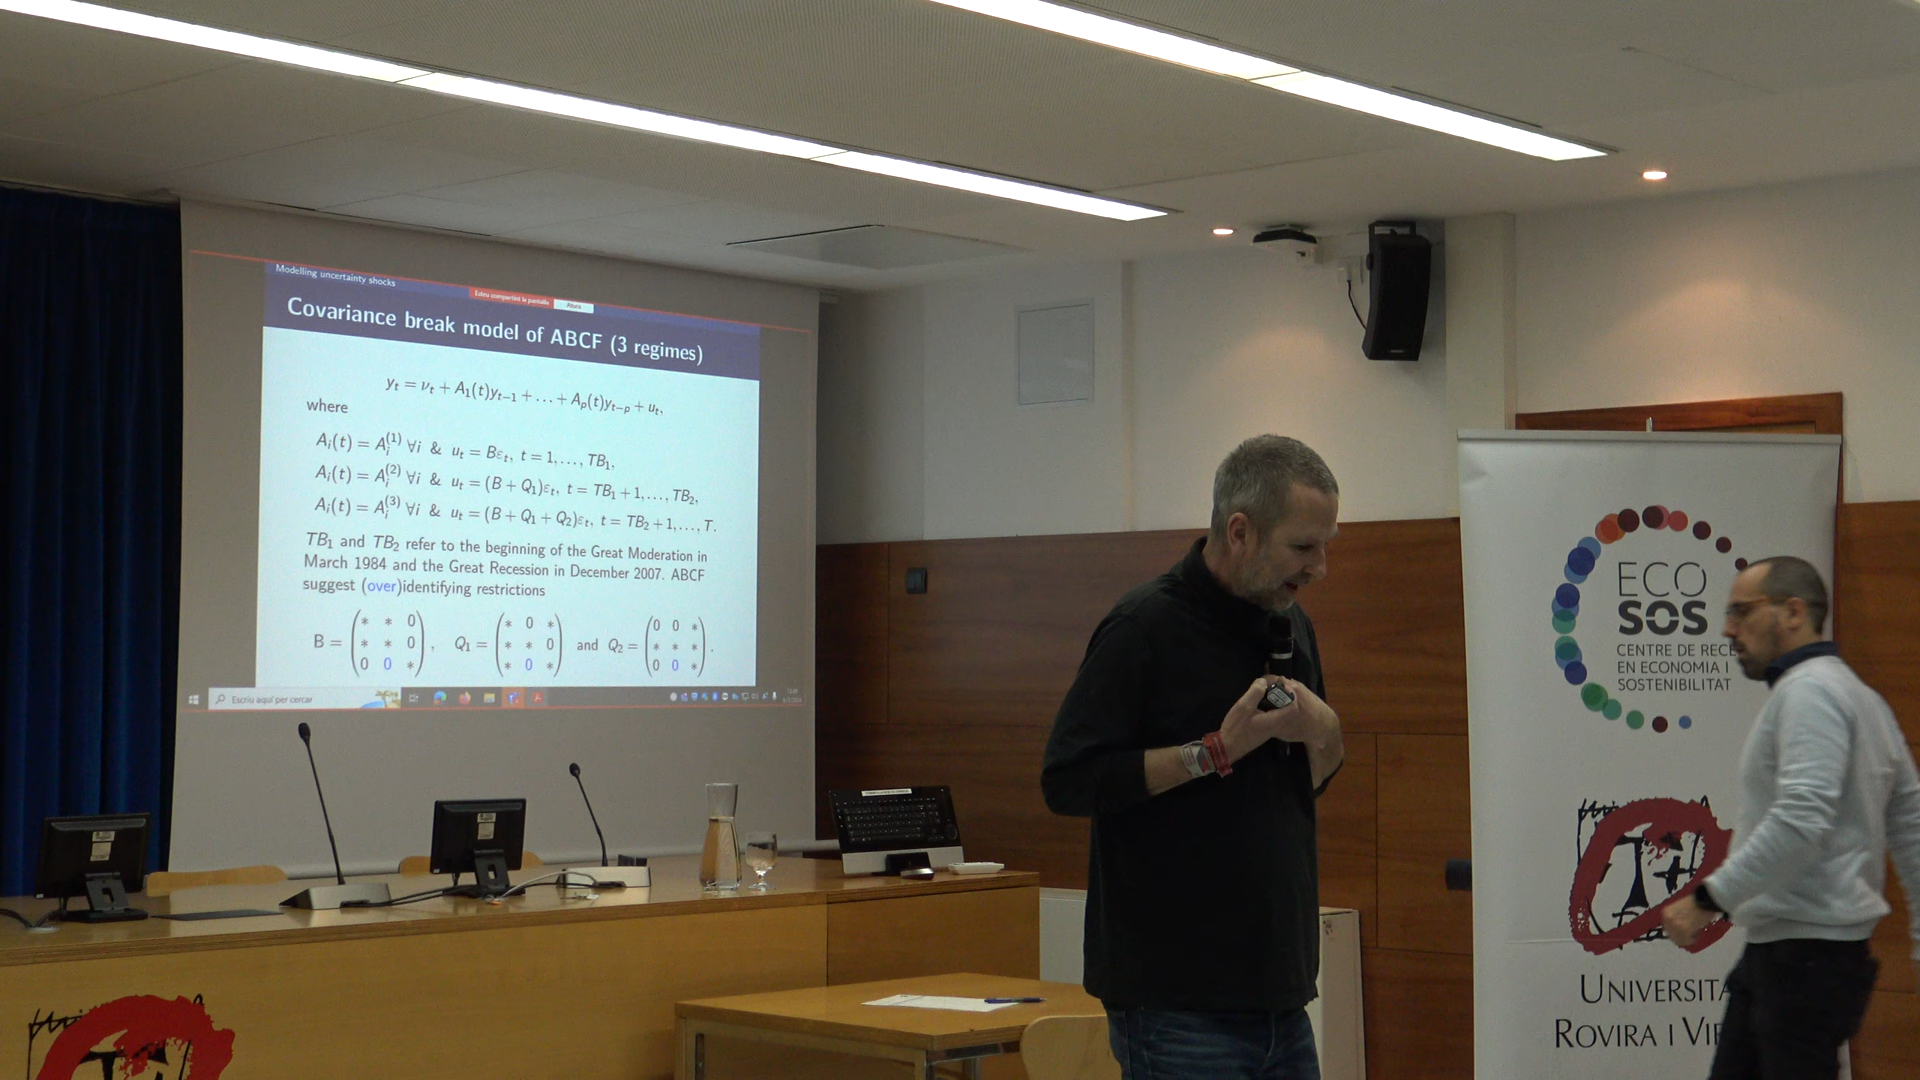 Modelling uncertainty shocks
Esteu compartint la pantalla
Atura
Covariance break model of ABCF (3 regimes)
y_t = ν_t + A_1(t)y_{t−1} + … + A_p(t)y_{t−p} + u_t,
where
A_i(t) = A_i^{(1)} ∀i & u_t = Bε_t, t = 1, …, TB_1,
A_i(t) = A_i^{(2)} ∀i & u_t = (B + Q_1)ε_t, t = TB_1 + 1, …, TB_2,
A_i(t) = A_i^{(3)} ∀i & u_t = (B + Q_1 + Q_2)ε_t, t = TB_2 + 1, …, T.
TB_1 and TB_2 refer to the beginning of the Great Moderation in
March 1984 and the Great Recession in December 2007. ABCF
suggest (over)identifying restrictions
* * 0 * 0 * 0 0 *
B = * * 0 , Q_1 = * * 0 and Q_2 = * * * .
0 0 * * 0 * 0 0 *
Escriu aquí per cercar
ECO
SOS
CENTRE DE RECE
EN ECONOMIA I
SOSTENIBILITAT
UNIVERSITA
ROVIRA I VI